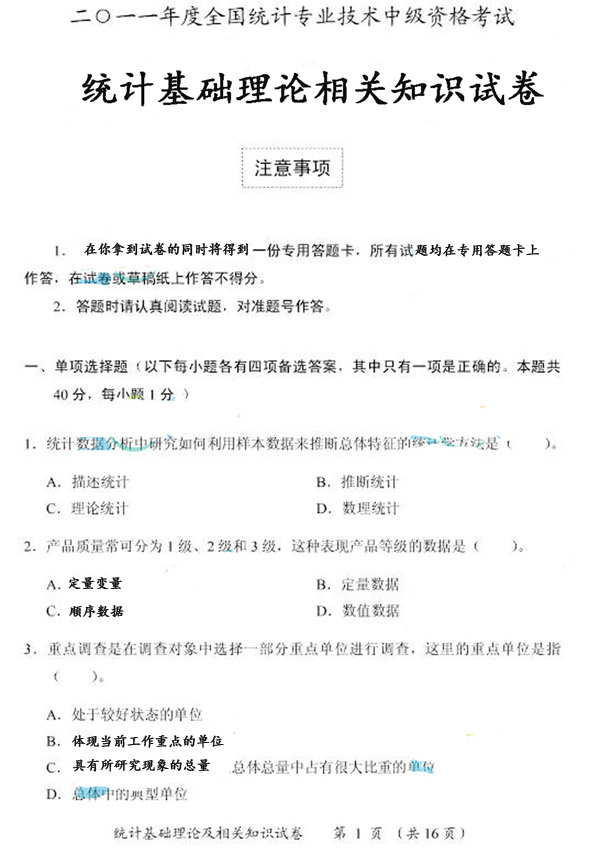 二〇一一年度全国统计专业技术中级资格考试
统计基础理论相关知识试卷
注意事项
1. 在你拿到试卷的同时将得到一份专用答题卡，所有试题均在专用答题卡上
作答，在试卷或草稿纸上作答不得分。
2. 答题时请认真阅读试题，对准题号作答。
一、单项选择题（以下每小题各有四项备选答案，其中只有一项是正确的。本题共
40分，每小题1分）
1. 统计数据分析中研究如何利用样本数据来推断总体特征的统计学方法是（ ）。
A. 描述统计 B. 推断统计
C. 理论统计 D. 数理统计
2. 产品质量常可分为1级、2级和3级，这种表现产品等级的数据是（ ）。
A. 定量变量 B. 定量数据
C. 顺序数据 D. 数值数据
3. 重点调查是在调查对象中选择一部分重点单位进行调查，这里的重点单位是指
（ ）。
A. 处于较好状态的单位
B. 体现当前工作重点的单位
C. 具有所研究现象的总量 总体总量中占有很大比重的单位
D. 总体中的典型单位
统计基础理论及相关知识试卷 第 1 页 （共16页）